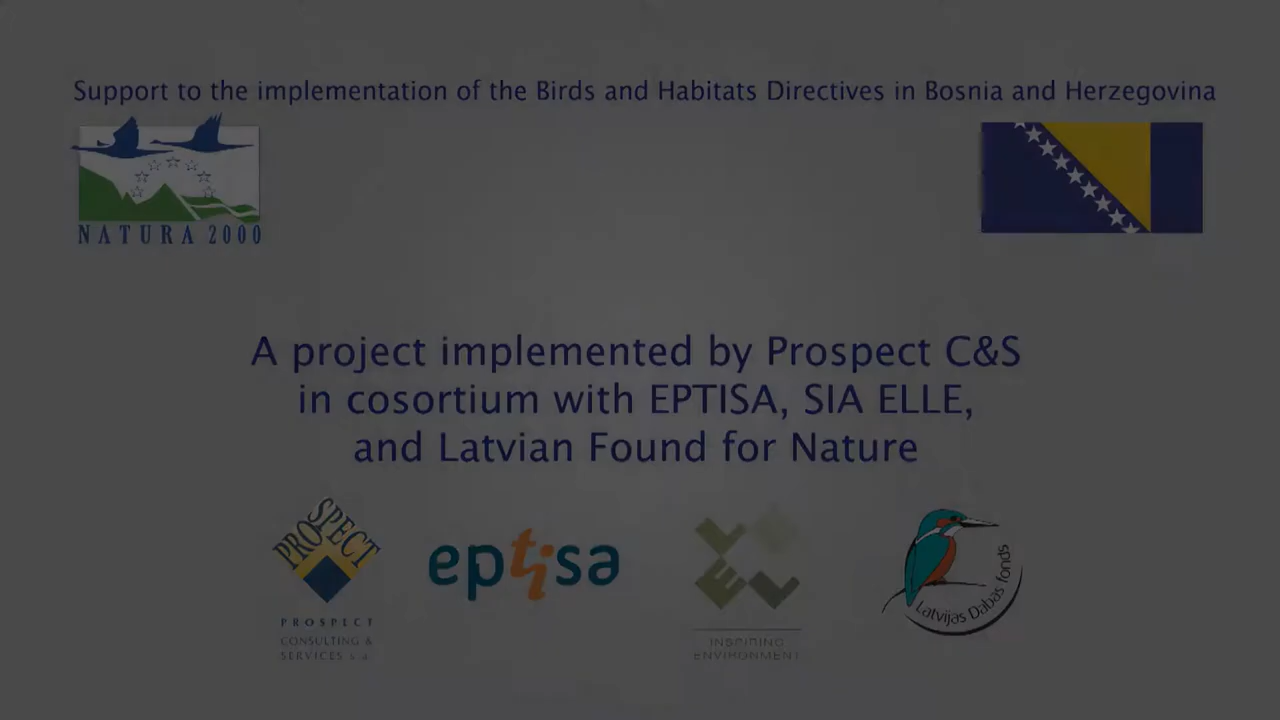 Support to the implementation of the Birds and Habitats Directives in Bosnia and Herzegovina
NATURA 2000
A project implemented by Prospect C&S
in cosortium with EPTISA, SIA ELLE,
and Latvian Found for Nature
PROSPECT
PROSPECT
CONSULTING &
SERVICES s.a.
eptisa
INSPIRING
ENVIRONMENT
Latvijas Dabas fonds